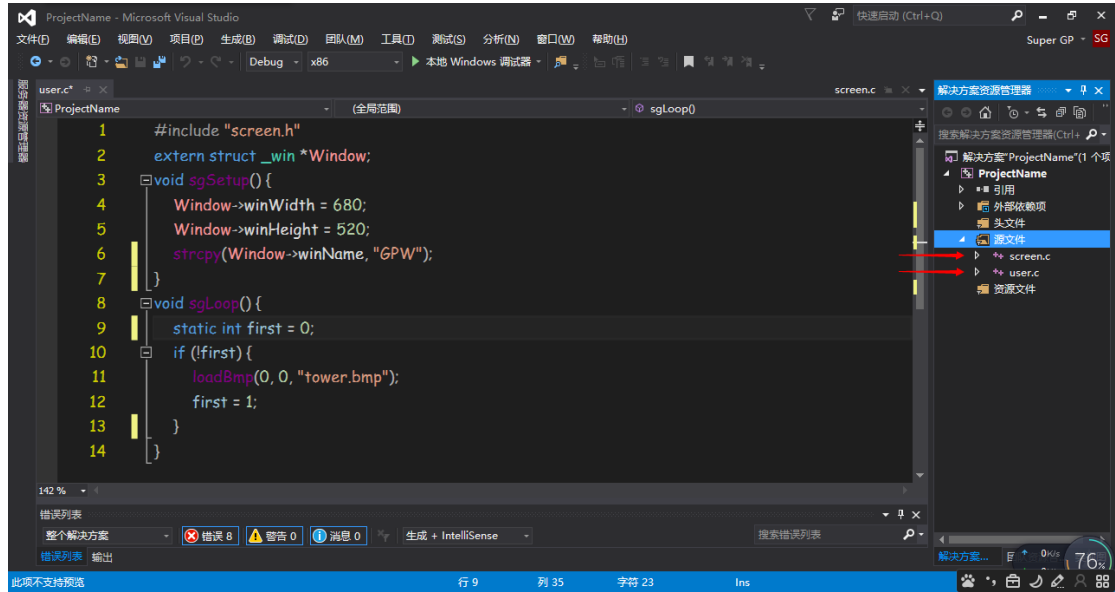 ProjectName - Microsoft Visual Studio
快速启动 (Ctrl+Q)
文件(F) 编辑(E) 视图(V) 项目(P) 生成(B) 调试(D) 团队(M) 工具(T) 测试(S) 分析(N) 窗口(W) 帮助(H)
Super GP SG
Debug x86 本地 Windows 调试器
服务器资源管理器
user.c* screen.c
ProjectName (全局范围) sgLoop()
1 #include "screen.h"
2 extern struct _win *Window;
3 void sgSetup() {
4 Window->winWidth = 680;
5 Window->winHeight = 520;
6 strcpy(Window->winName, "GPW");
7 }
8 void sgLoop() {
9 static int first = 0;
10 if (!first) {
11 loadBmp(0, 0, "tower.bmp");
12 first = 1;
13 }
14 }
142 %
解决方案资源管理器
搜索解决方案资源管理器(Ctrl+
解决方案"ProjectName"(1 个项
ProjectName
引用
外部依赖项
头文件
源文件
screen.c
user.c
资源文件
错误列表
整个解决方案 错误 8 警告 0 消息 0 生成 + IntelliSense 搜索错误列表
错误列表 输出
解决方案...
0K/s
76%
此项不支持预览 行 9 列 35 字符 23 Ins